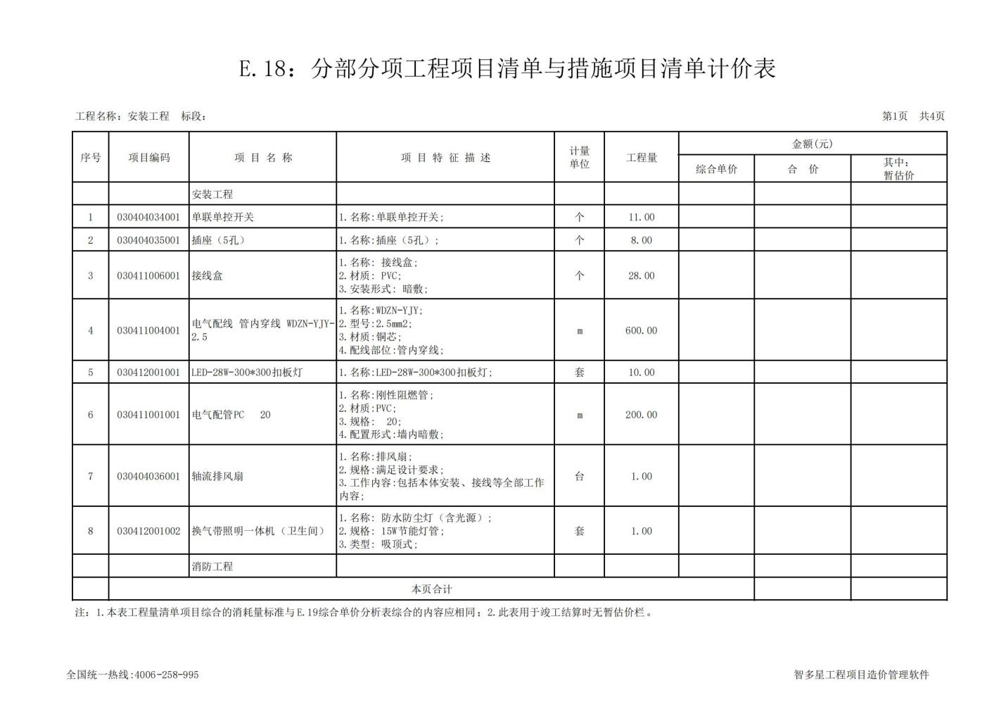 E.18：分部分项工程项目清单与措施项目清单计价表
工程名称：安装工程 标段：
第1页 共4页
序号 项目编码 项目名称 项目特征描述 计量单位 工程量 金额(元)
综合单价 合价 其中：暂估价
安装工程
1 030404034001 单联单控开关 1.名称:单联单控开关; 个 11.00
2 030404035001 插座（5孔） 1.名称:插座（5孔）; 个 8.00
3 030411006001 接线盒
1.名称: 接线盒;
2.材质: PVC;
3.安装形式: 暗敷;
个 28.00
4 030411004001
电气配线 管内穿线 WDZN-YJY-
2.5
1.名称:WDZN-YJY;
2.型号:2.5mm2;
3.材质:铜芯;
4.配线部位:管内穿线;
m 600.00
5 030412001001 LED-28W-300*300扣板灯 1.名称:LED-28W-300*300扣板灯; 套 10.00
6 030411001001 电气配管PC 20
1.名称:刚性阻燃管;
2.材质:PVC;
3.规格: 20;
4.配置形式:墙内暗敷;
m 200.00
7 030404036001 轴流排风扇
1.名称:排风扇;
2.规格:满足设计要求;
3.工作内容:包括本体安装、接线等全部工作
内容;
台 1.00
8 030412001002 换气带照明一体机（卫生间）
1.名称: 防水防尘灯（含光源）;
2.规格: 15W节能灯管;
3.类型: 吸顶式;
套 1.00
消防工程
本页合计
注：1.本表工程量清单项目综合的消耗量标准与E.19综合单价分析表综合的内容应相同；2.此表用于竣工结算时无暂估价栏。
全国统一热线:4006-258-995
智多星工程项目造价管理软件